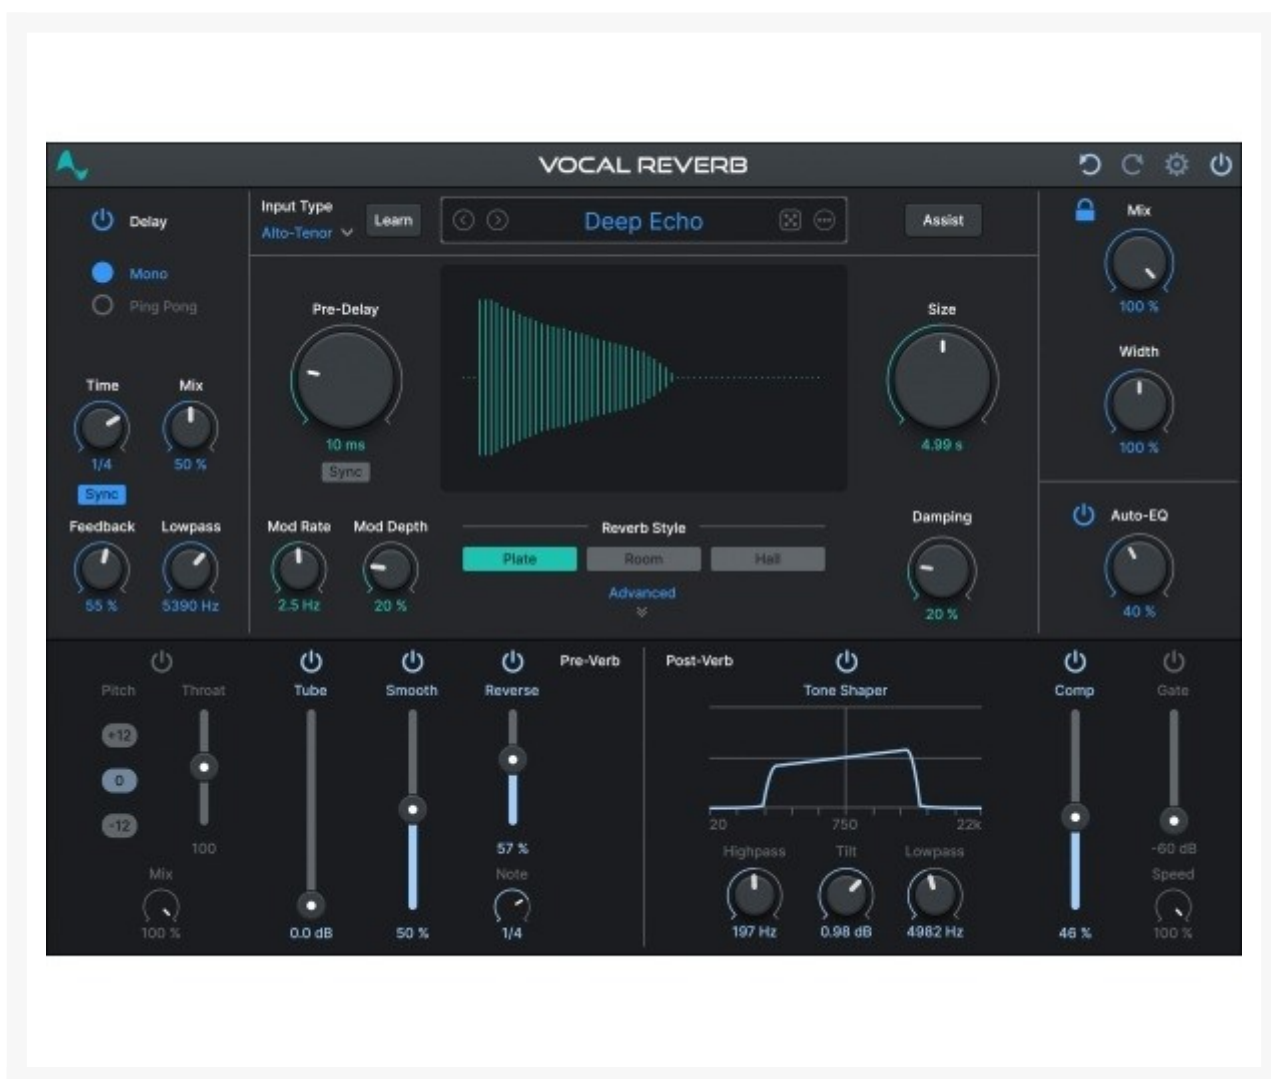 VOCAL REVERB
Delay
Mono
Ping Pong
Time Mix
1/4 50 %
Sync
Feedback Lowpass
55 % 5390 Hz
Input Type
Alto-Tenor
Learn
Deep Echo
Assist
Pre-Delay
10 ms
Sync
Size
4.99 s
Mod Rate Mod Depth
2.5 Hz 20 %
Reverb Style
Plate Room Hall
Advanced
Damping
20 %
Mix
100 %
Width
100 %
Auto-EQ
40 %
Pitch Throat
+12
0
-12
100
Mix
100 %
Tube
0.0 dB
Smooth
50 %
Reverse
57 %
Note
1/4
Pre-Verb
Post-Verb
Tone Shaper
20 750 22k
Highpass Tilt Lowpass
197 Hz 0.98 dB 4982 Hz
Comp
46 %
Gate
-60 dB
Speed
100 %